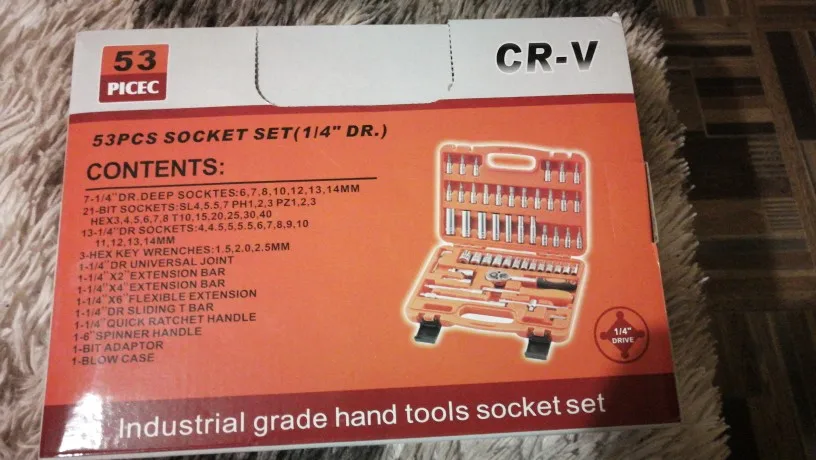 53
PICEC
CR-V
53PCS SOCKET SET(1/4" DR.)
CONTENTS:
7-1/4"DR.DEEP SOCKTES:6,7,8,10,12,13,14MM
21-BIT SOCKETS:SL4,5.5,7 PH1,2,3 PZ1,2,3
HEX3,4,5,6,7,8 T10,15,20,25,30,40
13-1/4"DR SOCKETS:4,4.5,5,5.5,6,7,8,9,10
11,12,13,14MM
3-HEX KEY WRENCHES:1.5,2.0,2.5MM
1-1/4"DR UNIVERSAL JOINT
1-1/4"X2"EXTENSION BAR
1-1/4"X4"EXTENSION BAR
1-1/4"X6"FLEXIBLE EXTENSION
1-1/4"DR SLIDING T BAR
1-1/4"QUICK RATCHET HANDLE
1-6"SPINNER HANDLE
1-BIT ADAPTOR
1-BLOW CASE
1/4"
DRIVE
Industrial grade hand tools socket set